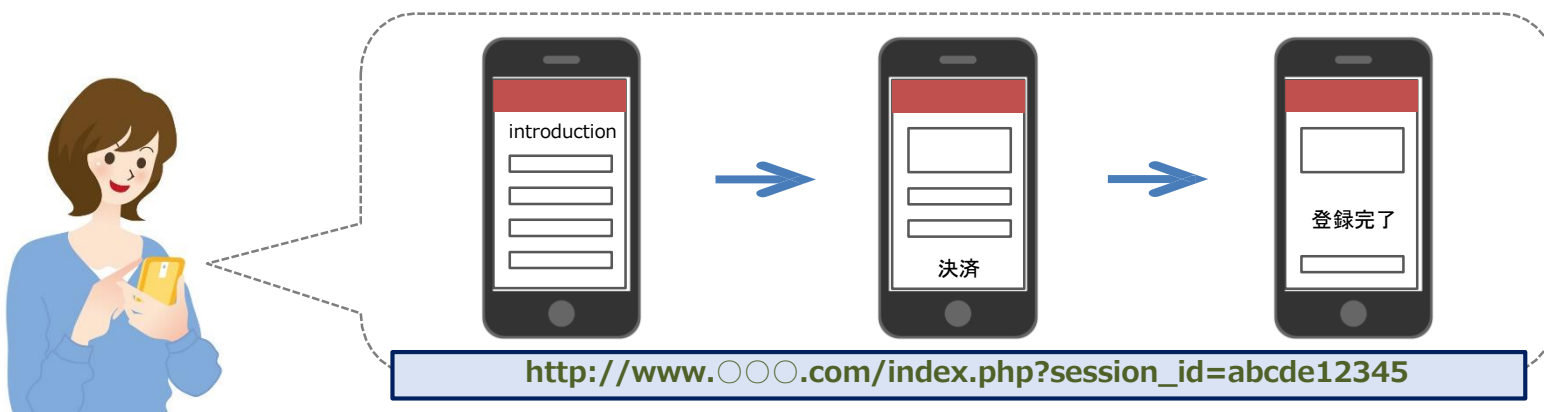 introduction
決済
登録完了
http://www.○○○.com/index.php?session_id=abcde12345